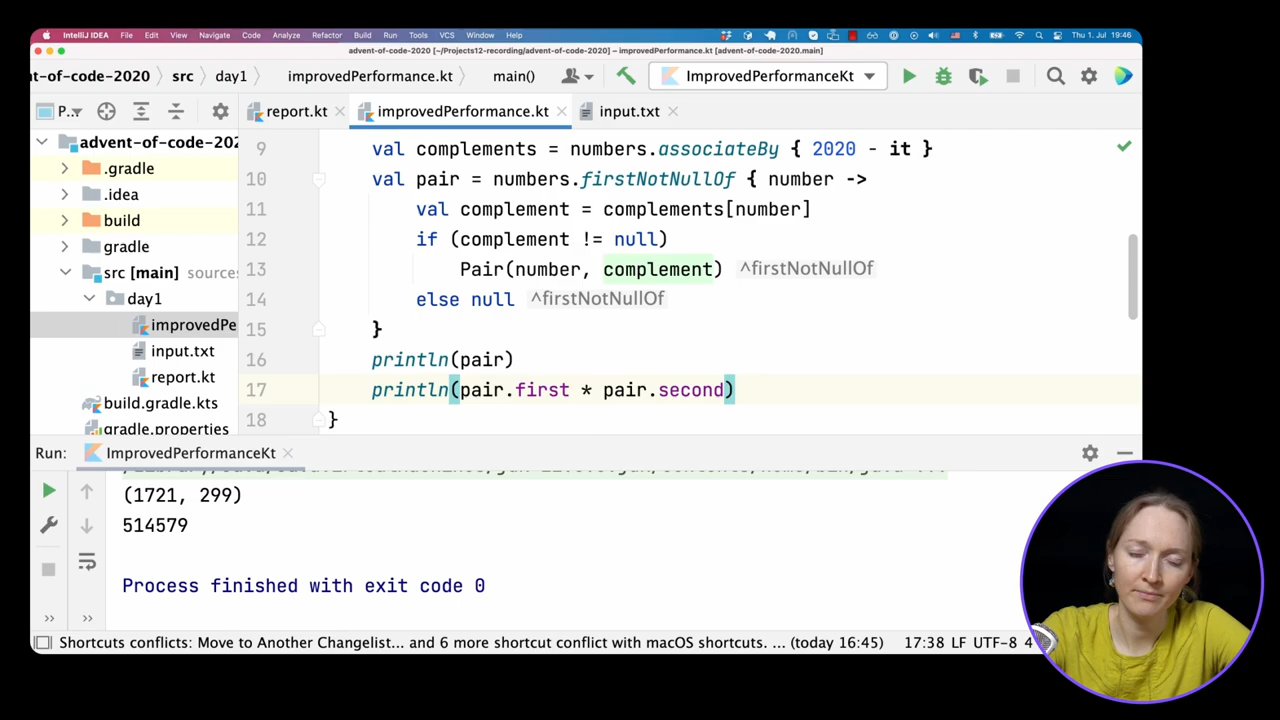 IntelliJ IDEA File Edit View Navigate Code Analyze Refactor Build Run Tools VCS Window Help Thu 1. Jul 19:46
advent-of-code-2020 [~/Projects12-recording/advent-of-code-2020] – improvedPerformance.kt [advent-of-code-2020.main]
nt-of-code-2020 src day1 improvedPerformance.kt main() ImprovedPerformanceKt
P... report.kt improvedPerformance.kt input.txt
advent-of-code-202
.gradle
.idea
build
gradle
src [main] sources
day1
improvedPe
input.txt
report.kt
build.gradle.kts
gradle.properties
9 val complements = numbers.associateBy { 2020 - it }
10 val pair = numbers.firstNotNullOf { number ->
11 val complement = complements[number]
12 if (complement != null)
13 Pair(number, complement) ^firstNotNullOf
14 else null ^firstNotNullOf
15 }
16 println(pair)
17 println(pair.first * pair.second)
18 }
Run: ImprovedPerformanceKt
(1721, 299)
514579
Process finished with exit code 0
Shortcuts conflicts: Move to Another Changelist... and 6 more shortcut conflict with macOS shortcuts. ... (today 16:45) 17:38 LF UTF-8 4